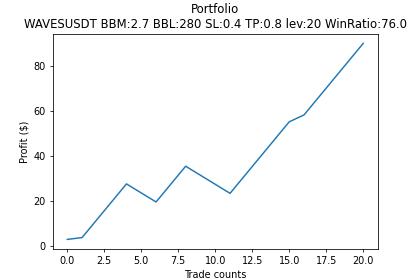 Portfolio
WAVESUSDT BBM:2.7 BBL:280 SL:0.4 TP:0.8 lev:20 WinRatio:76.0
80
60
40
20
0
Profit ($)
0.0 2.5 5.0 7.5 10.0 12.5 15.0 17.5 20.0
Trade counts